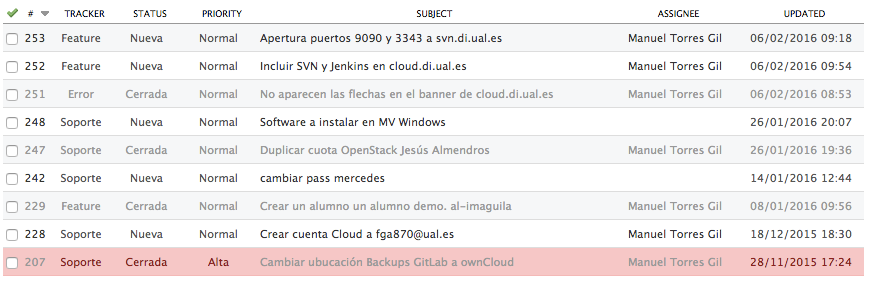 # TRACKER STATUS PRIORITY SUBJECT ASSIGNEE UPDATED
253 Feature Nueva Normal Apertura puertos 9090 y 3343 a svn.di.ual.es Manuel Torres Gil 06/02/2016 09:18
252 Feature Nueva Normal Incluir SVN y Jenkins en cloud.di.ual.es Manuel Torres Gil 06/02/2016 09:54
251 Error Cerrada Normal No aparecen las flechas en el banner de cloud.di.ual.es Manuel Torres Gil 06/02/2016 08:53
248 Soporte Nueva Normal Software a instalar en MV Windows 26/01/2016 20:07
247 Soporte Cerrada Normal Duplicar cuota OpenStack Jesús Almendros Manuel Torres Gil 26/01/2016 19:36
242 Soporte Nueva Normal cambiar pass mercedes 14/01/2016 12:44
229 Feature Cerrada Normal Crear un alumno un alumno demo. al-imaguila Manuel Torres Gil 08/01/2016 09:56
228 Soporte Nueva Normal Crear cuenta Cloud a fga870@ual.es Manuel Torres Gil 18/12/2015 18:30
207 Soporte Cerrada Alta Cambiar ubucación Backups GitLab a ownCloud Manuel Torres Gil 28/11/2015 17:24